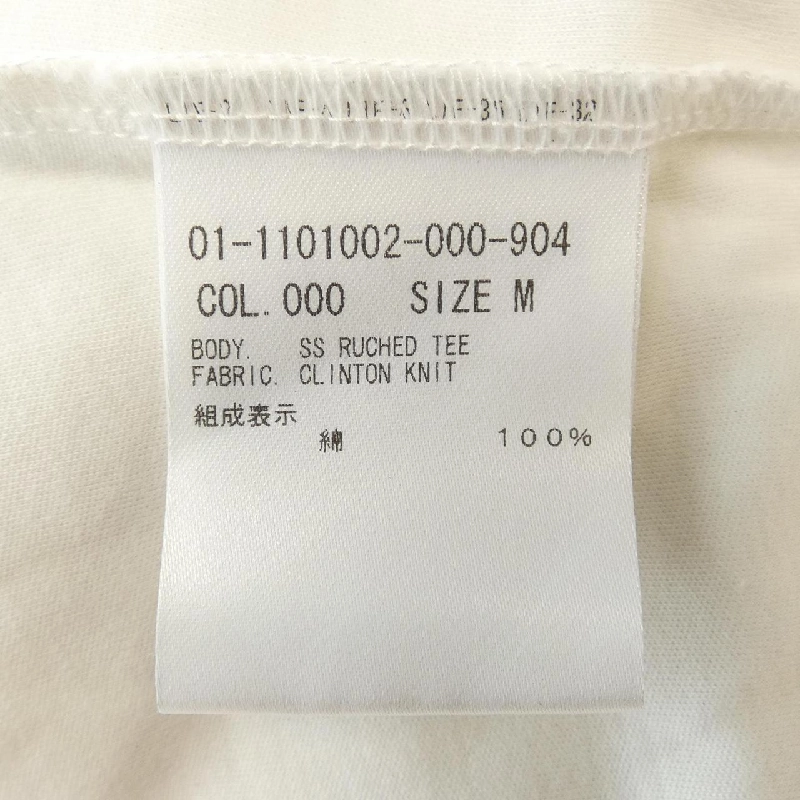 01-1101002-000-904
COL. 000 SIZE M
BODY. SS RUCHED TEE
FABRIC. CLINTON KNIT
組成表示
綿 100%